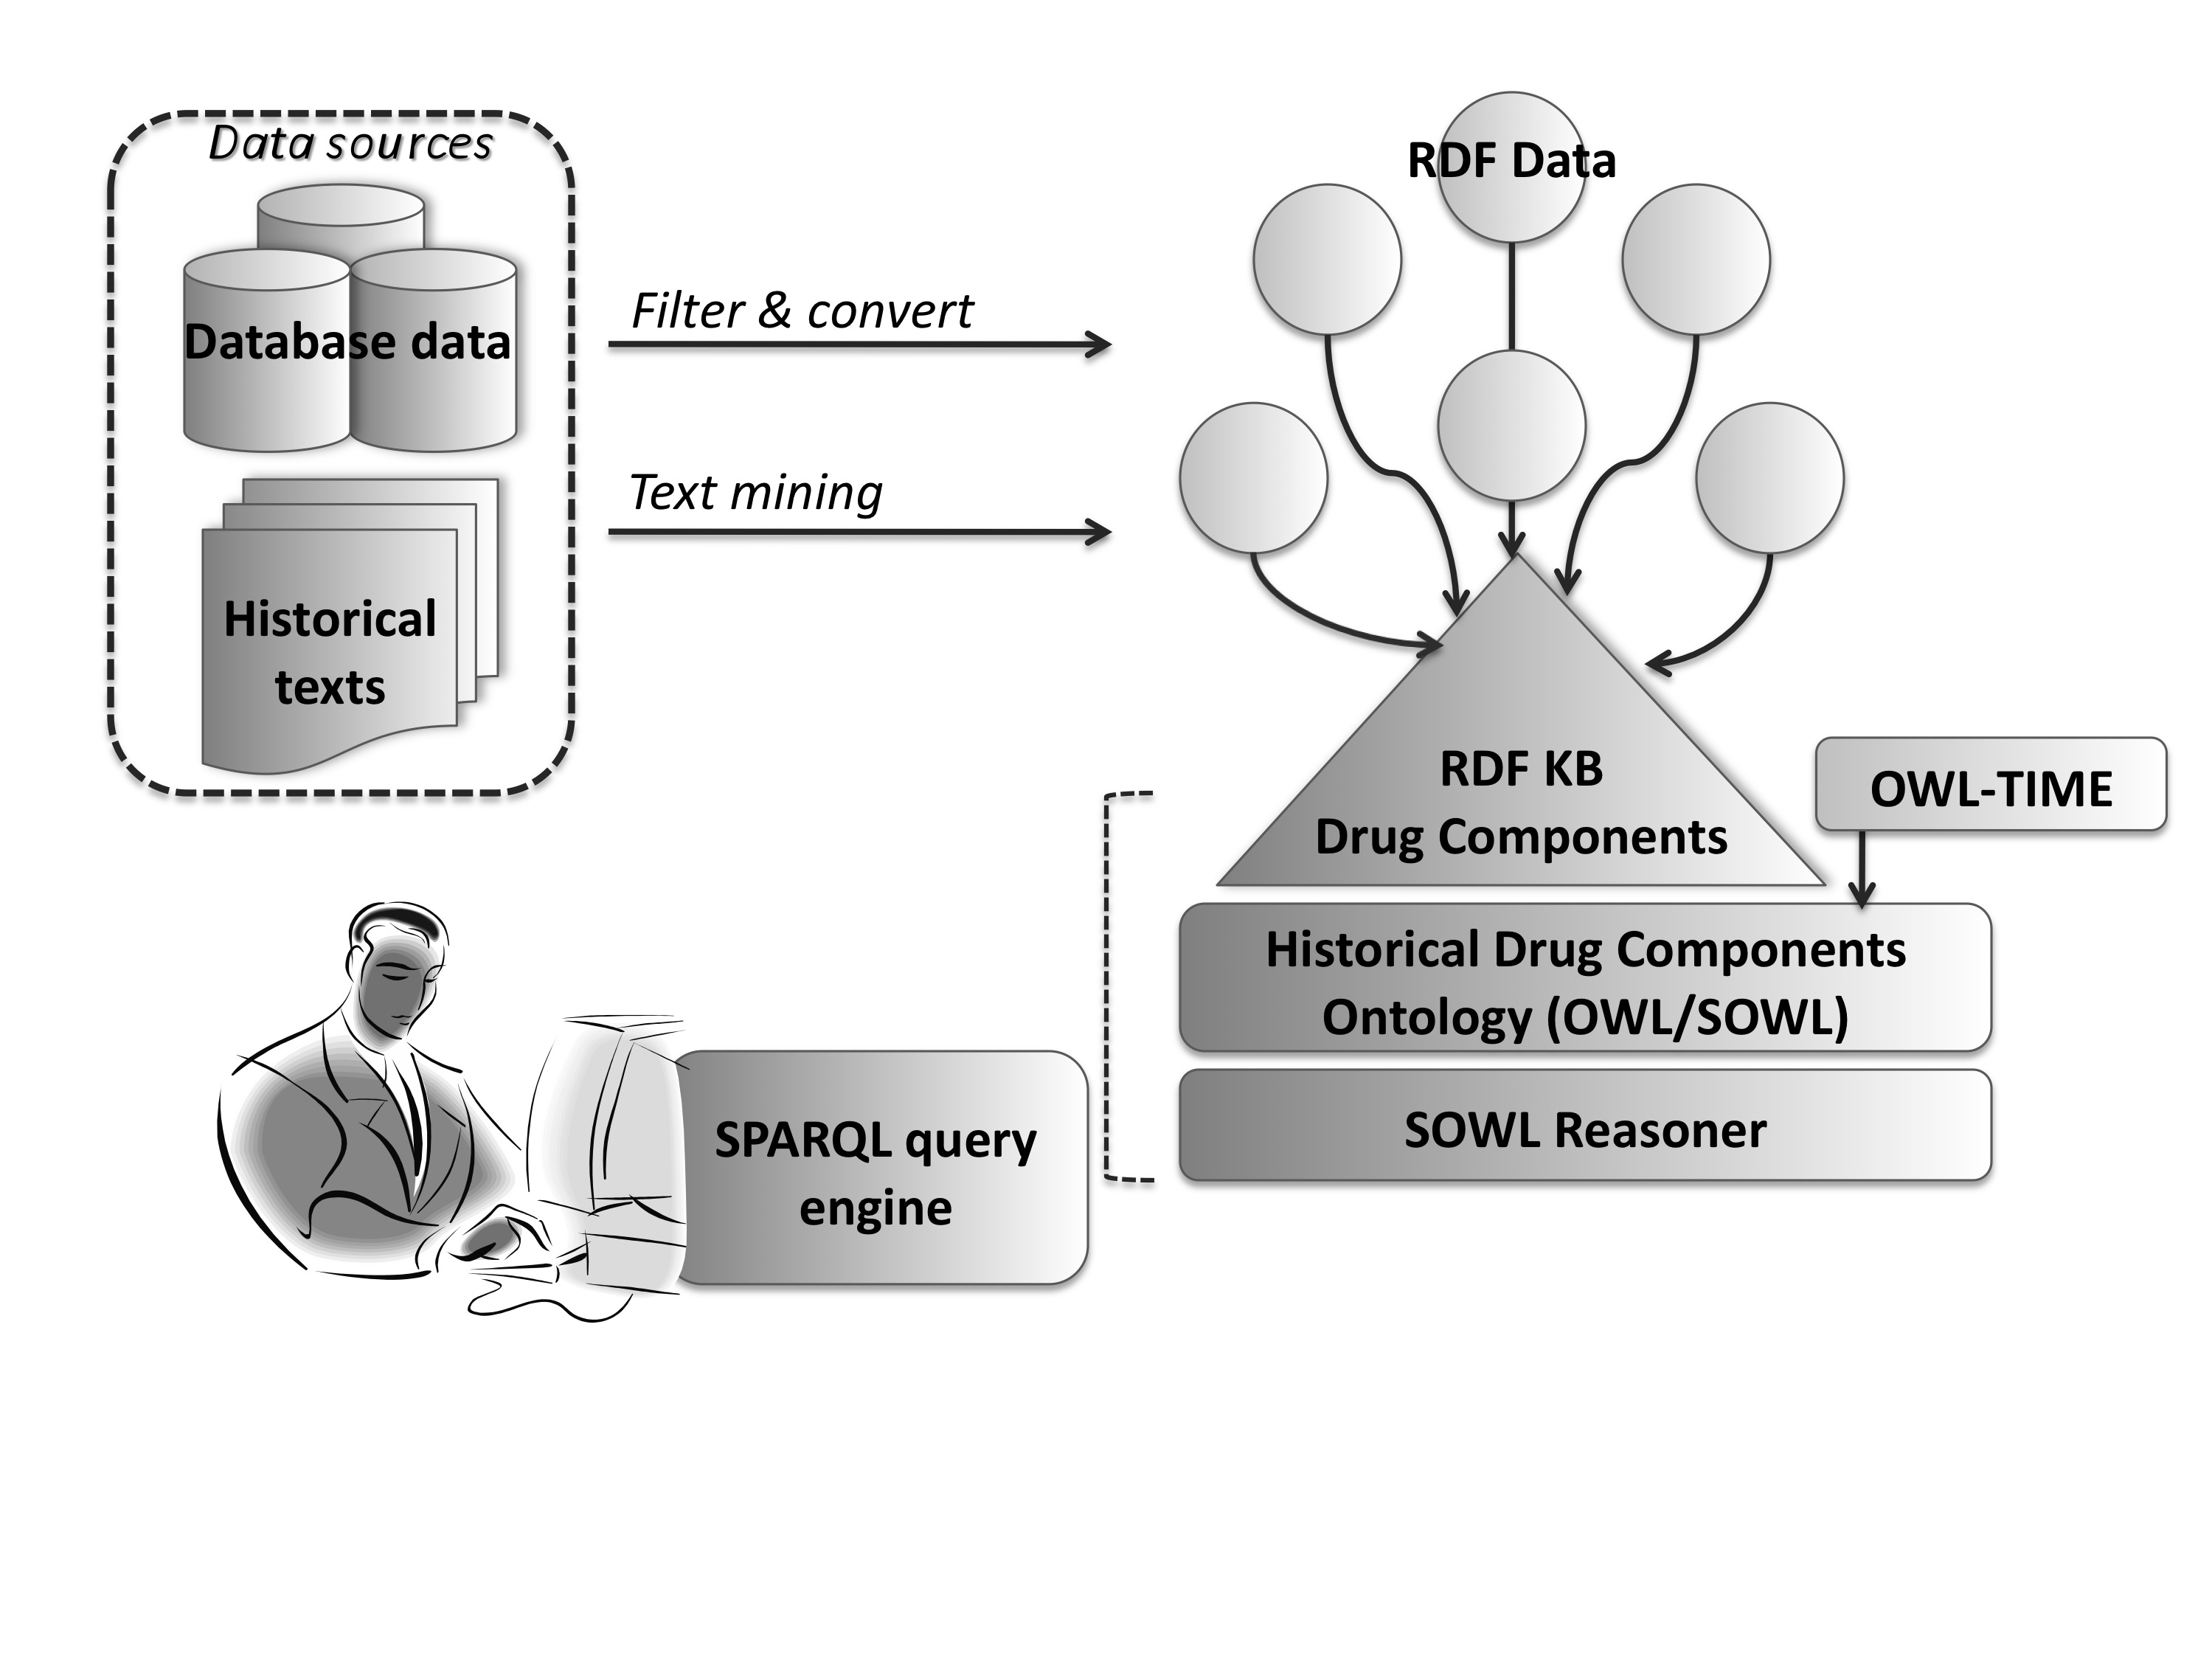 Data sources
Database data
Historical
texts
Filter & convert
Text mining
RDF Data
RDF KB
Drug Components
OWL-TIME
Historical Drug Components
Ontology (OWL/SOWL)
SOWL Reasoner
SPARQL query
engine